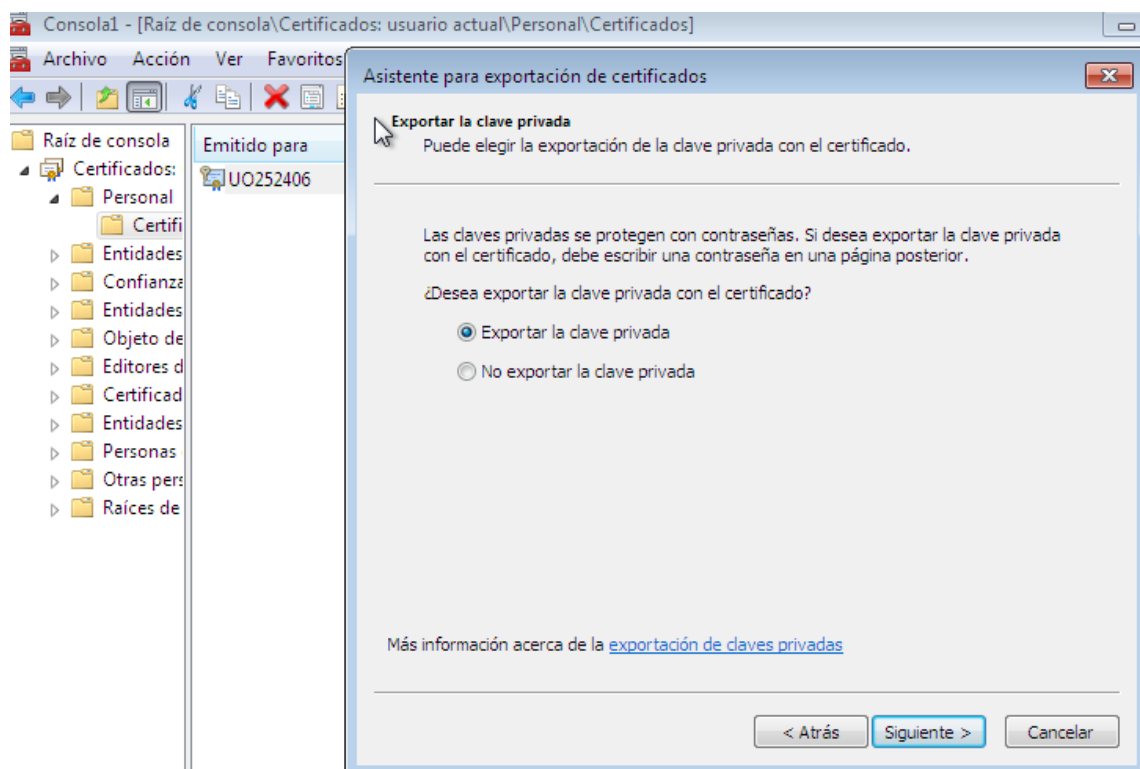 Consola1 - [Raíz de consola\Certificados: usuario actual\Personal\Certificados]
Archivo Acción Ver Favoritos
Raíz de consola
Certificados:
Personal
Certifi
Entidades
Confianza
Entidades
Objeto de
Editores d
Certificad
Entidades
Personas
Otras pers
Raíces de
Emitido para
UO252406
Asistente para exportación de certificados
Exportar la clave privada
Puede elegir la exportación de la clave privada con el certificado.
Las claves privadas se protegen con contraseñas. Si desea exportar la clave privada
con el certificado, debe escribir una contraseña en una página posterior.
¿Desea exportar la clave privada con el certificado?
Exportar la clave privada
No exportar la clave privada
Más información acerca de la exportación de claves privadas
< Atrás
Siguiente >
Cancelar